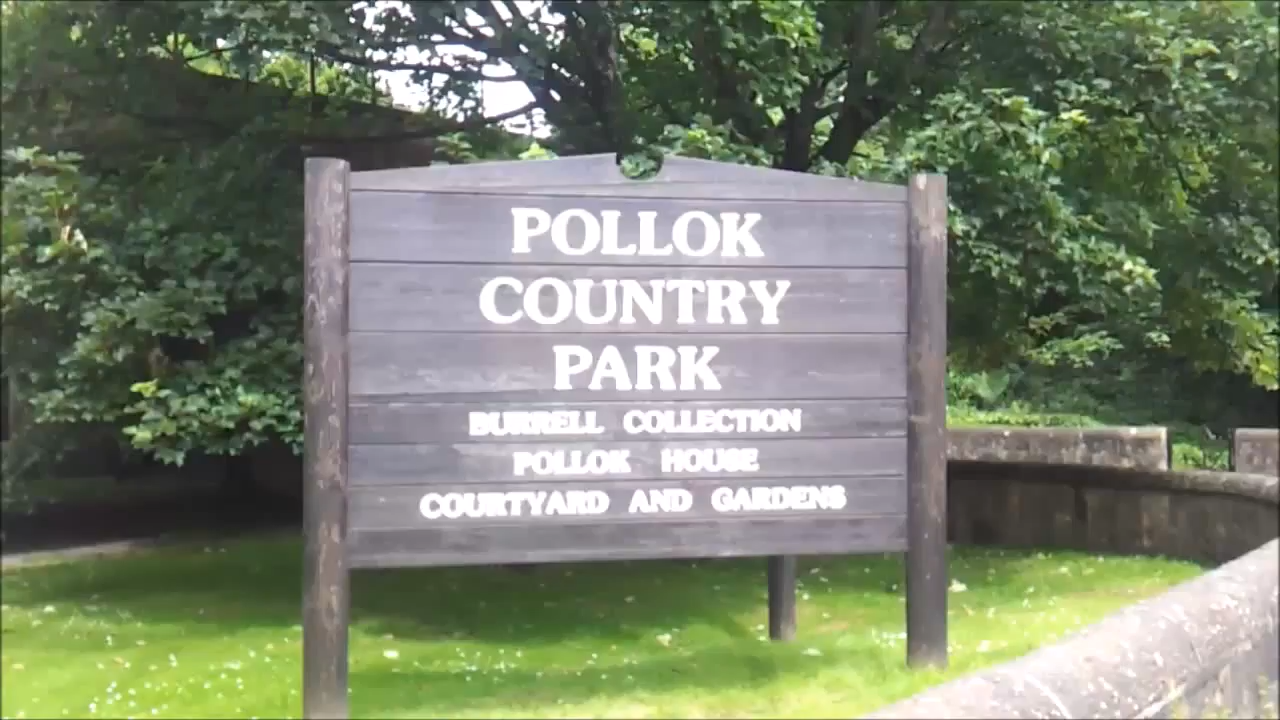 POLLOK
COUNTRY
PARK
BURRELL COLLECTION
POLLOK HOUSE
COURTYARD AND GARDENS